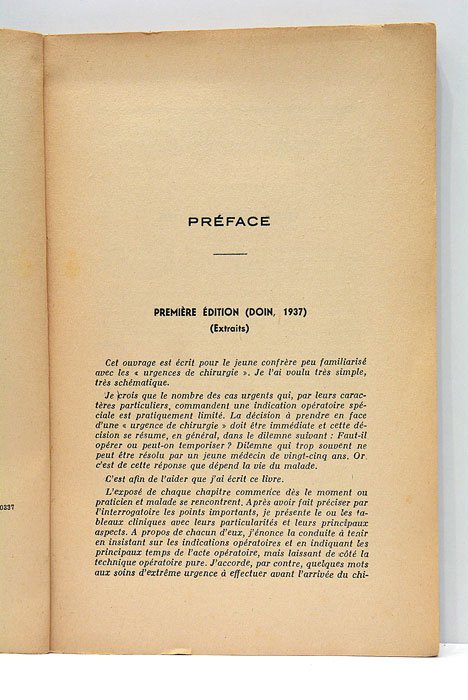 PRÉFACE
PREMIÈRE ÉDITION (DOIN, 1937)
(Extraits)
Cet ouvrage est écrit pour le jeune confrère peu familiarisé
avec les « urgences de chirurgie ». Je l'ai voulu très simple,
très schématique.
Je crois que le nombre des cas urgents qui, par leurs carac-
tères particuliers, commandent une indication opératoire spé-
ciale est pratiquement limité. La décision à prendre en face
d'une « urgence de chirurgie » doit être immédiate et cette dé-
cision se résume, en général, dans le dilemme suivant : Faut-il
opérer ou peut-on temporiser ? Dilemme qui trop souvent ne
peut être résolu par un jeune médecin de vingt-cinq ans. Or
c'est de cette réponse que dépend la vie du malade.
C'est afin de l'aider que j'ai écrit ce livre.
L'exposé de chaque chapitre commence dès le moment ou
praticien et malade se rencontrent. Après avoir fait préciser par
l'interrogatoire les points importants, je présente le ou les ta-
bleaux cliniques avec leurs particularités et leurs principaux
aspects. A propos de chacun d'eux, j'énonce la conduite à tenir
en insistant sur les indications opératoires et en indiquant les
principaux temps de l'acte opératoire, mais laissant de côté la
technique opératoire pure. J'accorde, par contre, quelques mots
aux soins d'extrême urgence à effectuer avant l'arrivée du chi-
0337